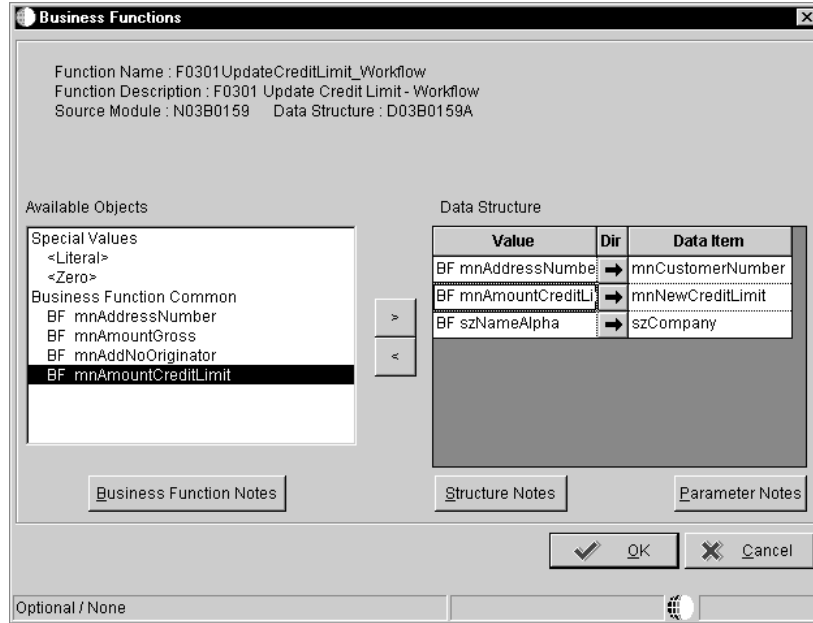 Business Functions
Function Name : F0301UpdateCreditLimit_Workflow
Function Description : F0301 Update Credit Limit - Workflow
Source Module : N03B0159 Data Structure : D03B0159A
Available Objects
Data Structure
Special Values
<Literal>
<Zero>
Business Function Common
BF mnAddressNumber
BF mnAmountGross
BF mnAddNoOriginator
BF mnAmountCreditLimit
>
<
Value Dir Data Item
BF mnAddressNumbe mnCustomerNumber
BF mnAmountCreditLi mnNewCreditLimit
BF szNameAlpha szCompany
Business Function Notes
Structure Notes
Parameter Notes
OK
Cancel
Optional / None